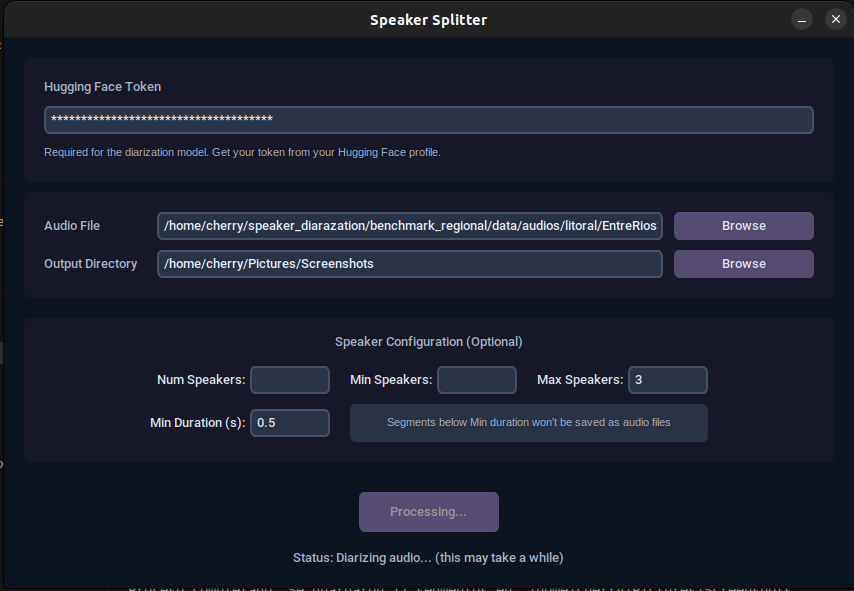 Speaker Splitter
Hugging Face Token
*************************************
Required for the diarization model. Get your token from your Hugging Face profile.
Audio File
/home/cherry/speaker_diarazation/benchmark_regional/data/audios/litoral/EntreRios
Browse
Output Directory
/home/cherry/Pictures/Screenshots
Browse
Speaker Configuration (Optional)
Num Speakers:
Min Speakers:
Max Speakers: 3
Min Duration (s): 0.5
Segments below Min duration won't be saved as audio files
Processing...
Status: Diarizing audio... (this may take a while)